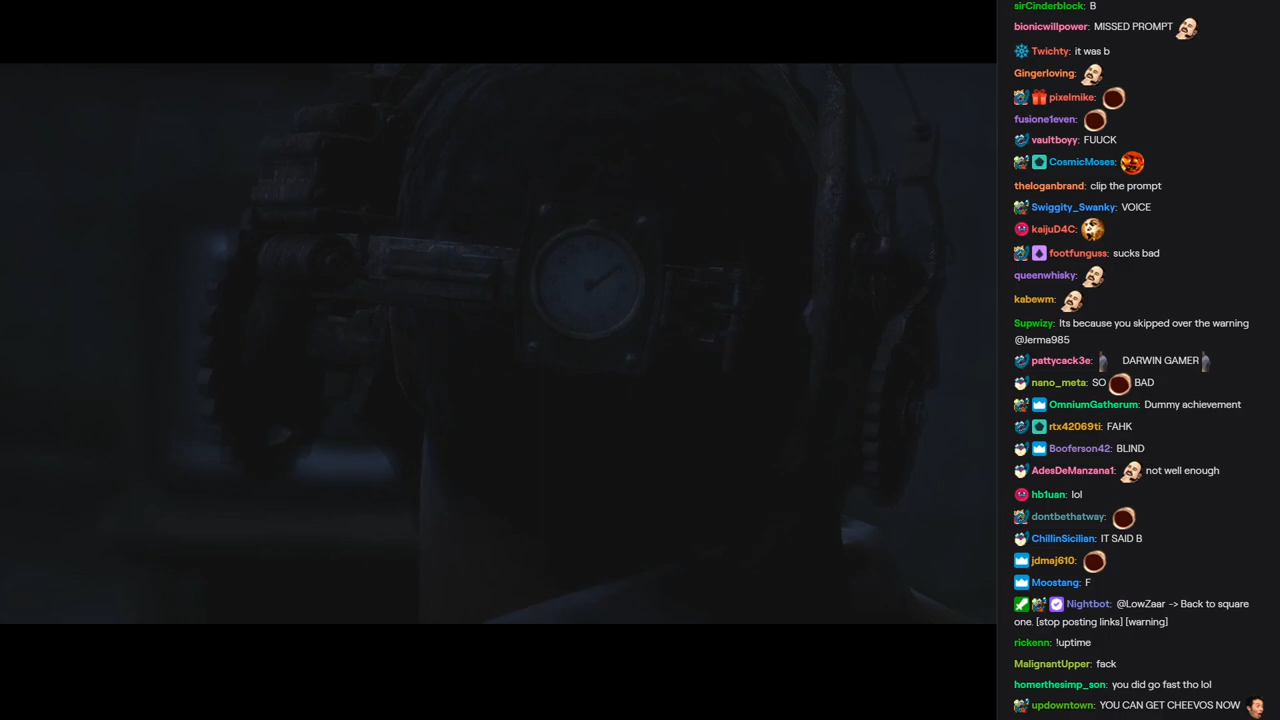 sirCinderblock: B
bionicwillpower: MISSED PROMPT
Twichty: it was b
Gingerloving:
pixelmike:
fusione1even:
vaultboyy: FUUCK
CosmicMoses:
theloganbrand: clip the prompt
Swiggity_Swanky: VOICE
kaijuD4C:
footfunguss: sucks bad
queenwhisky:
kabewm:
Supwizy: Its because you skipped over the warning
@Jerma985
pattycack3e: DARWIN GAMER
nano_meta: SO BAD
OmniumGatherum: Dummy achievement
rtx42069ti: FAHK
Booferson42: BLIND
AdesDeManzana1: not well enough
hb1uan: lol
dontbethatway:
ChillinSicilian: IT SAID B
jdmaj610:
Moostang: F
Nightbot: @LowZaar -> Back to square
one. [stop posting links] [warning]
rickenn: !uptime
MalignantUpper: fack
homerthesimp_son: you did go fast tho lol
updowntown: YOU CAN GET CHEEVOS NOW